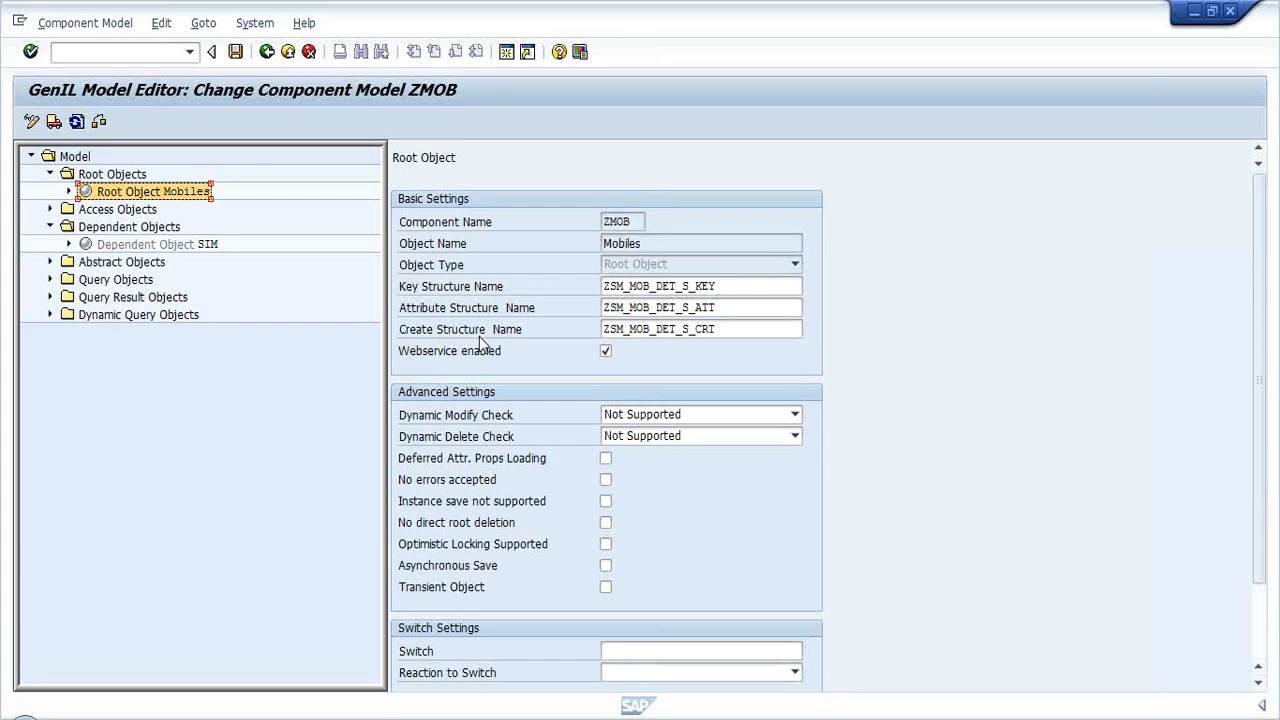 Component Model Edit Goto System Help
GenIL Model Editor: Change Component Model ZMOB
Model
Root Objects
Root Object Mobiles
Access Objects
Dependent Objects
Dependent Object SIM
Abstract Objects
Query Objects
Query Result Objects
Dynamic Query Objects
Root Object
Basic Settings
Component Name ZMOB
Object Name Mobiles
Object Type Root Object
Key Structure Name ZSM_MOB_DET_S_KEY
Attribute Structure Name ZSM_MOB_DET_S_ATT
Create Structure Name ZSM_MOB_DET_S_CRT
Webservice enabled
Advanced Settings
Dynamic Modify Check Not Supported
Dynamic Delete Check Not Supported
Deferred Attr. Props Loading
No errors accepted
Instance save not supported
No direct root deletion
Optimistic Locking Supported
Asynchronous Save
Transient Object
Switch Settings
Switch
Reaction to Switch
SAP